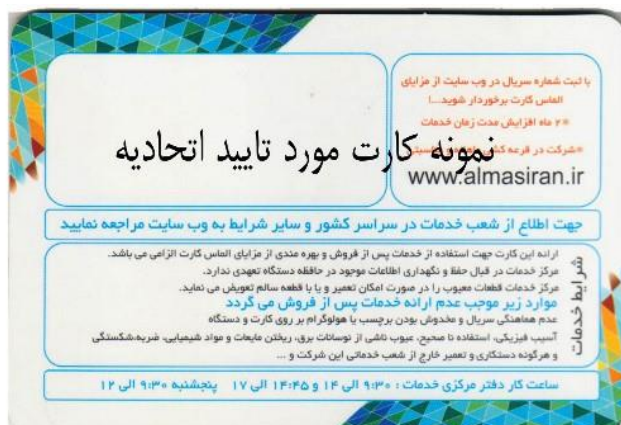 با ثبت شماره سریال در وب سایت از مزایای
الماس کارت برخوردار شوید...!
*۲ ماه افزایش مدت زمان خدمات
*شرکت در قرعه کشی
نمونه کارت مورد تایید اتحادیه
www.almasiran.ir
جهت اطلاع از شعب خدمات در سراسر کشور و سایر شرایط به وب سایت مراجعه نمایید
شرایط خدمات
ارائه این کارت جهت استفاده از خدمات پس از فروش و بهره مندی از مزایای الماس کارت الزامی می باشد.
مرکز خدمات در قبال حفظ و نگهداری اطلاعات موجود در حافظه دستگاه تعهدی ندارد.
مرکز خدمات قطعات معیوب را در صورت امکان تعمیر و یا با قطعه سالم تعویض می نماید.
موارد زیر موجب عدم ارائه خدمات پس از فروش می گردد
عدم هماهنگی سریال و مخدوش بودن برچسب یا هولوگرام بر روی کارت و دستگاه
آسیب فیزیکی، استفاده نا صحیح، عیوب ناشی از نوسانات برق، ریختن مایعات و مواد شیمیایی، ضربه،شکستگی
و هرگونه دستکاری و تعمیر خارج از شعب خدماتی این شرکت و ...
ساعت کار دفتر مرکزی خدمات : ۹:۳۰ الی ۱۴ و ۱۴:۴۵ الی ۱۷ پنجشنبه ۹:۳۰ الی ۱۲